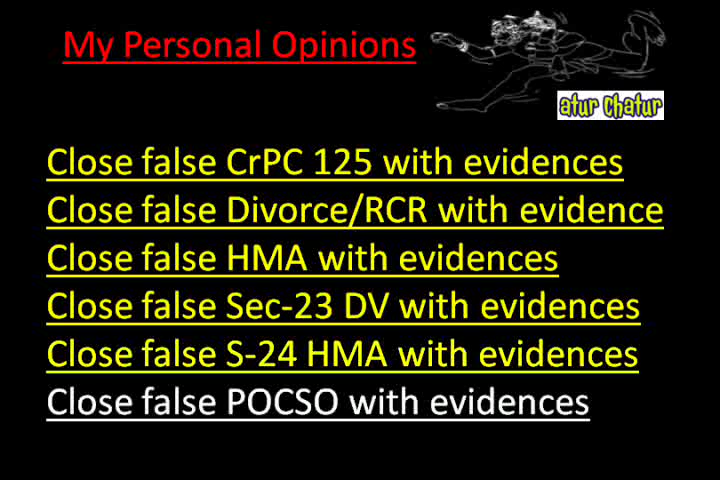 My Personal Opinions
atur Chatur
Close false CrPC 125 with evidences
Close false Divorce/RCR with evidence
Close false HMA with evidences
Close false Sec-23 DV with evidences
Close false S-24 HMA with evidences
Close false POCSO with evidences